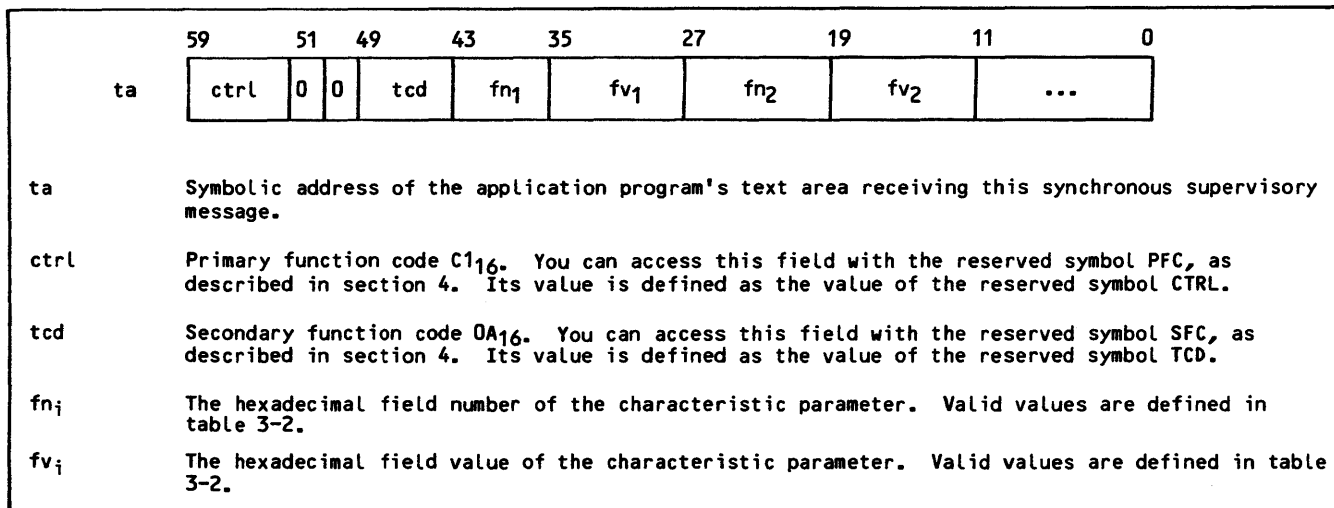 59 51 49 43 35 27 19 11 0
ta ctrl 0 0 tcd fn1 fv1 fn2 fv2 ...
ta Symbolic address of the application program's text area receiving this synchronous supervisory
message.
ctrl Primary function code C116. You can access this field with the reserved symbol PFC, as
described in section 4. Its value is defined as the value of the reserved symbol CTRL.
tcd Secondary function code 0A16. You can access this field with the reserved symbol SFC, as
described in section 4. Its value is defined as the value of the reserved symbol TCD.
fni The hexadecimal field number of the characteristic parameter. Valid values are defined in
table 3-2.
fvi The hexadecimal field value of the characteristic parameter. Valid values are defined in table
3-2.